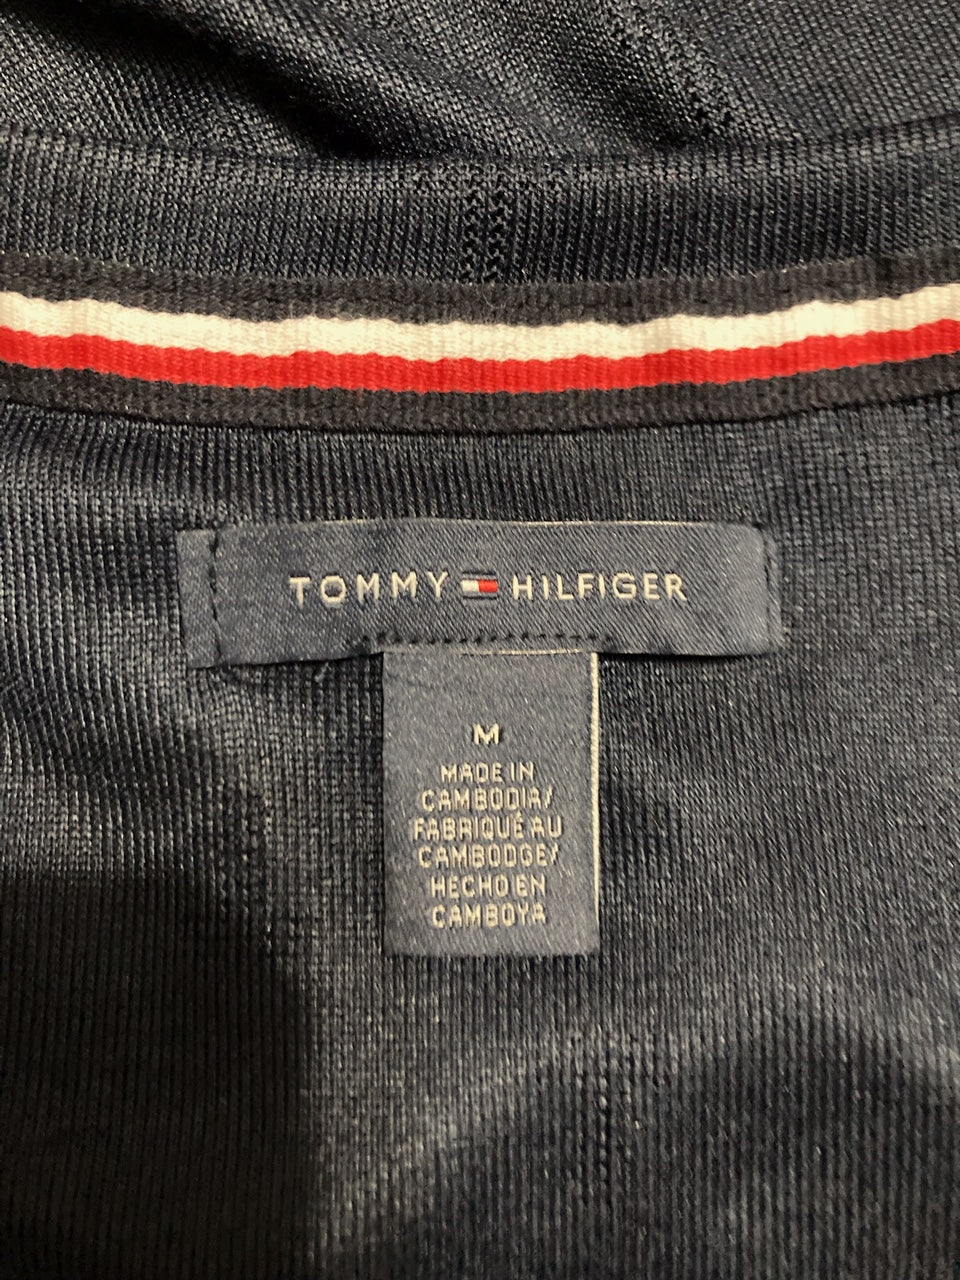 TOMMY HILFIGER
M
MADE IN
CAMBODIA/
FABRIQUÉ AU
CAMBODGE/
HECHO EN
CAMBOYA